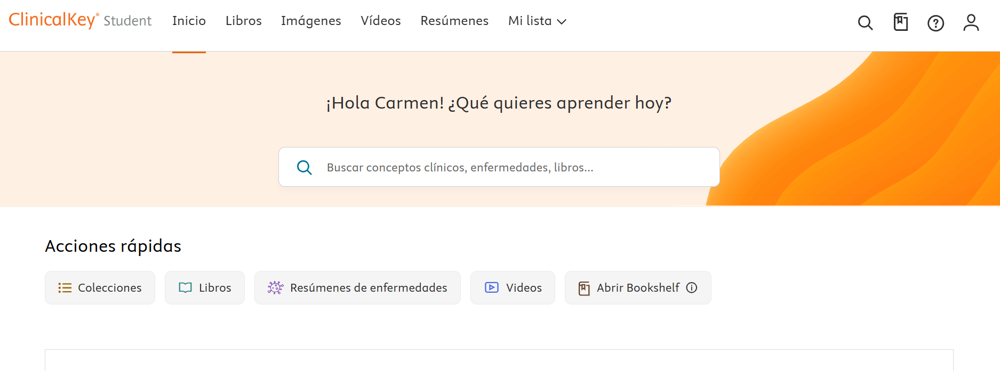 ClinicalKey® Student Inicio Libros Imágenes Vídeos Resúmenes Mi lista
¡Hola Carmen! ¿Qué quieres aprender hoy?
Buscar conceptos clínicos, enfermedades, libros...
Acciones rápidas
Colecciones Libros Resúmenes de enfermedades Videos Abrir Bookshelf